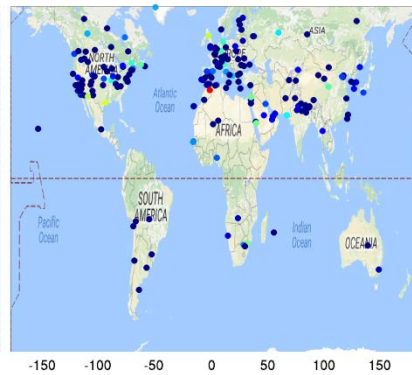 ASIA
NORTH
AMERICA
Atlantic
Ocean
AFRICA
SOUTH
AMERICA
Pacific
Ocean
Indian
Ocean
OCEANIA
-150 -100 -50 0 50 100 150